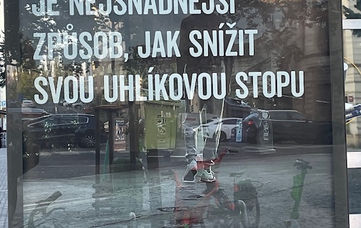 JE NEJSNADNĚJŠÍ
ZPŮSOB, JAK SNÍŽIT
SVOU UHLÍKOVOU STOPU